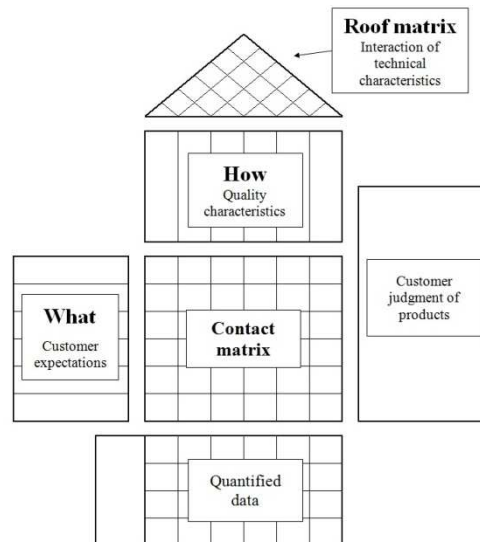 Roof matrix
Interaction of
technical
characteristics
How
Quality
characteristics
What
Customer
expectations
Contact
matrix
Customer
judgment of
products
Quantified
data